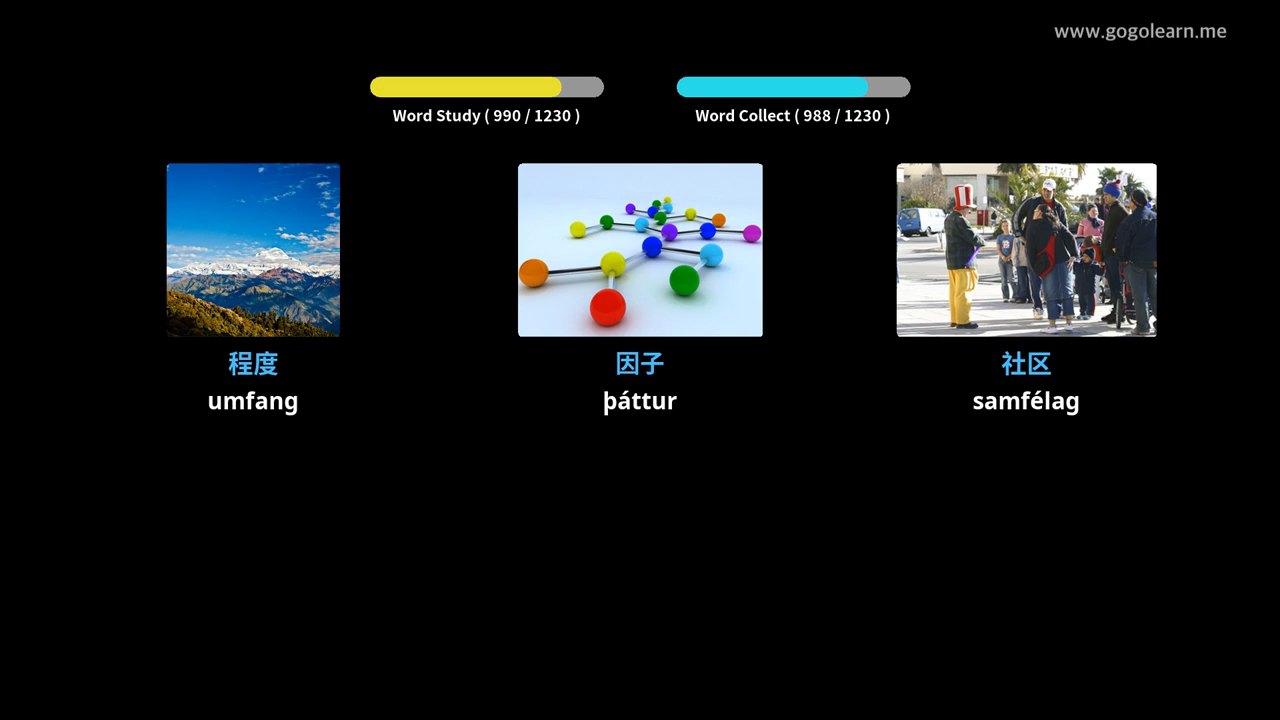 www.gogolearn.me
Word Study ( 990 / 1230 )
Word Collect ( 988 / 1230 )
程度
因子
社区
umfang
þáttur
samfélag